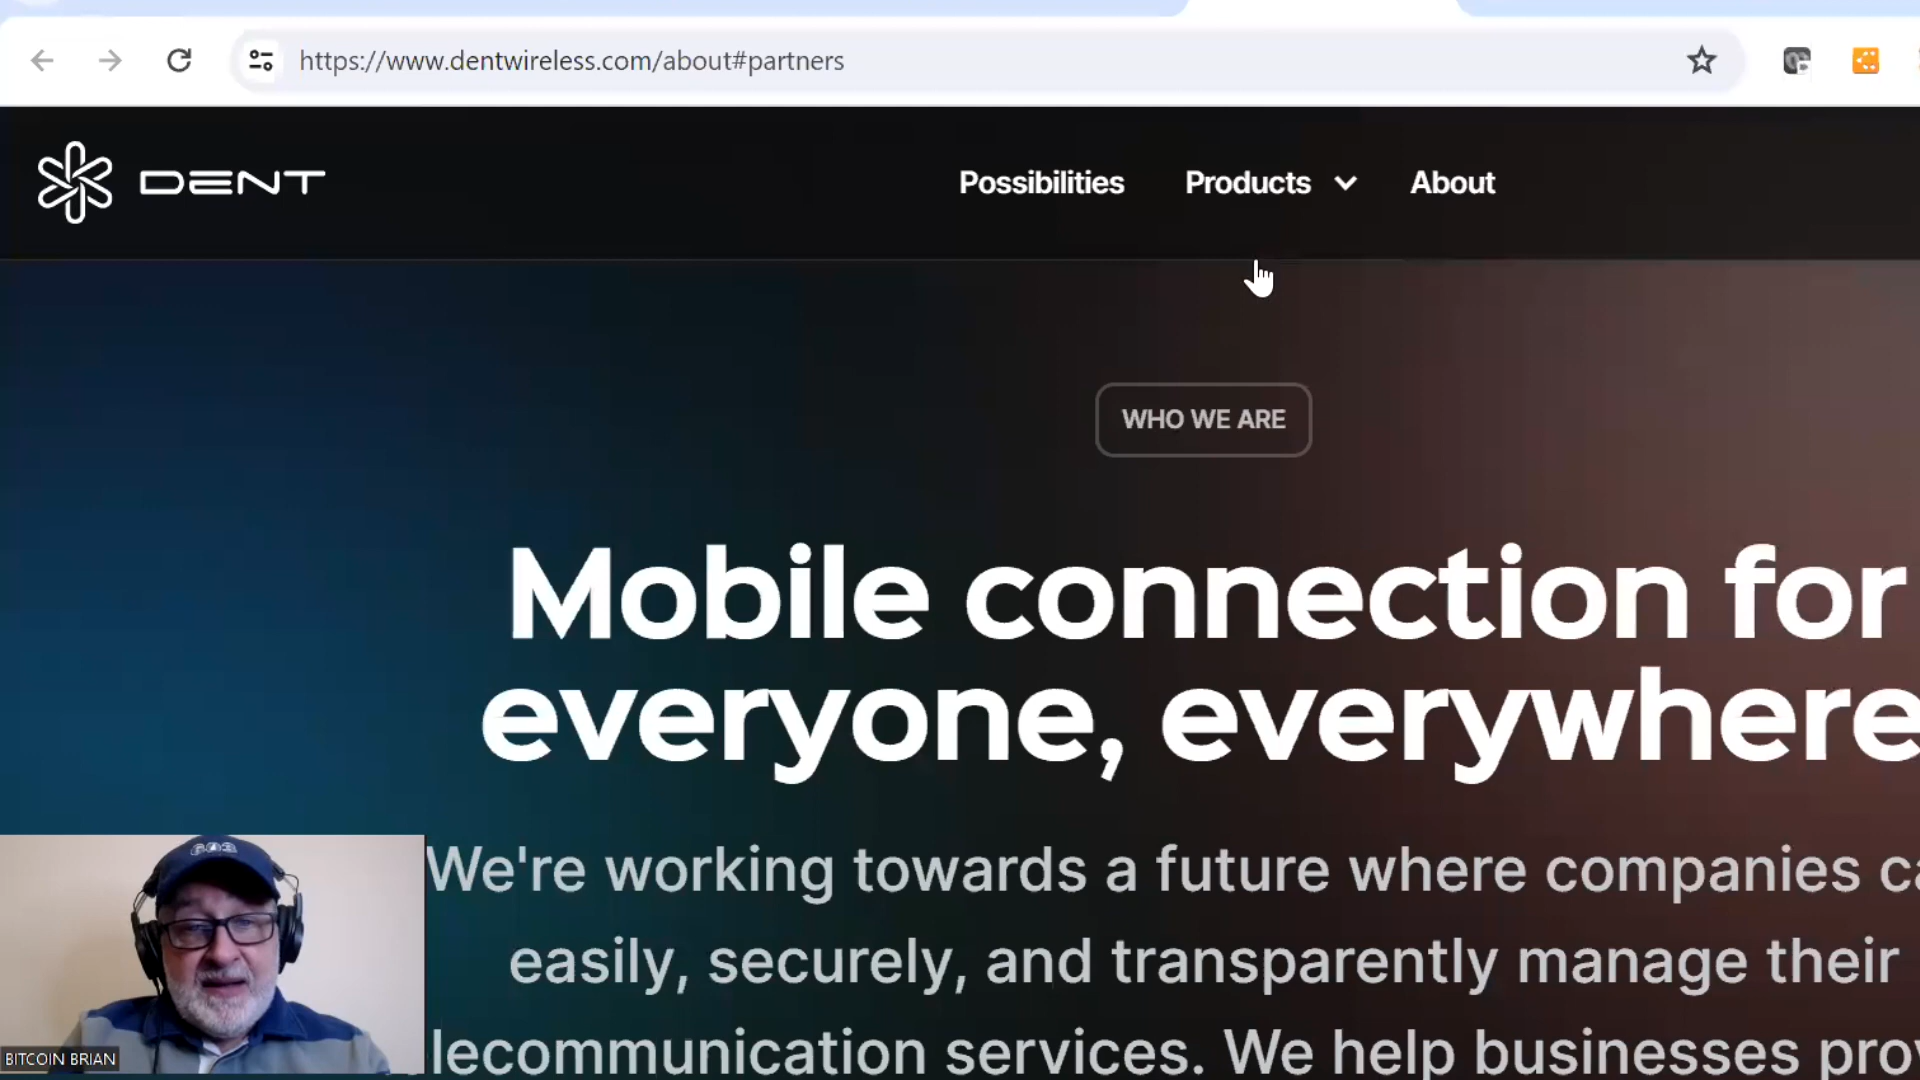 https://www.dentwireless.com/about#partners
DENT
Possibilities Products About
WHO WE ARE
Mobile connection for
everyone, everywhere
We're working towards a future where companies ca
easily, securely, and transparently manage their
lecommunication services. We help businesses prov
BITCOIN BRIAN